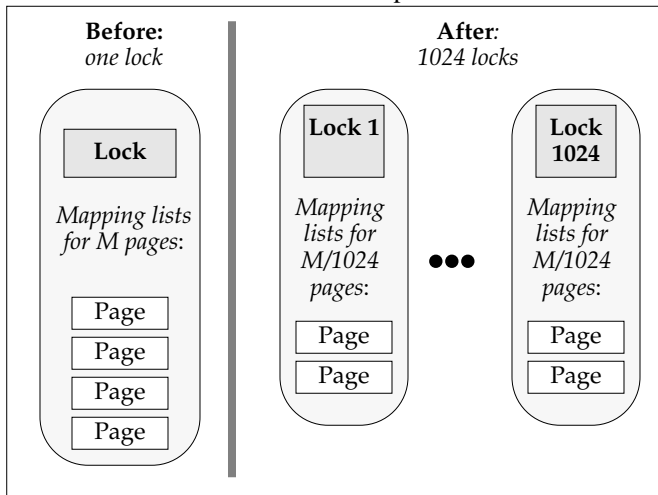 Before:
one lock
Lock
Mapping lists
for M pages:
Page
Page
Page
Page
After:
1024 locks
Lock 1
Mapping
lists for
M/1024
pages:
Page
Page
Lock
1024
Mapping
lists for
M/1024
pages:
Page
Page